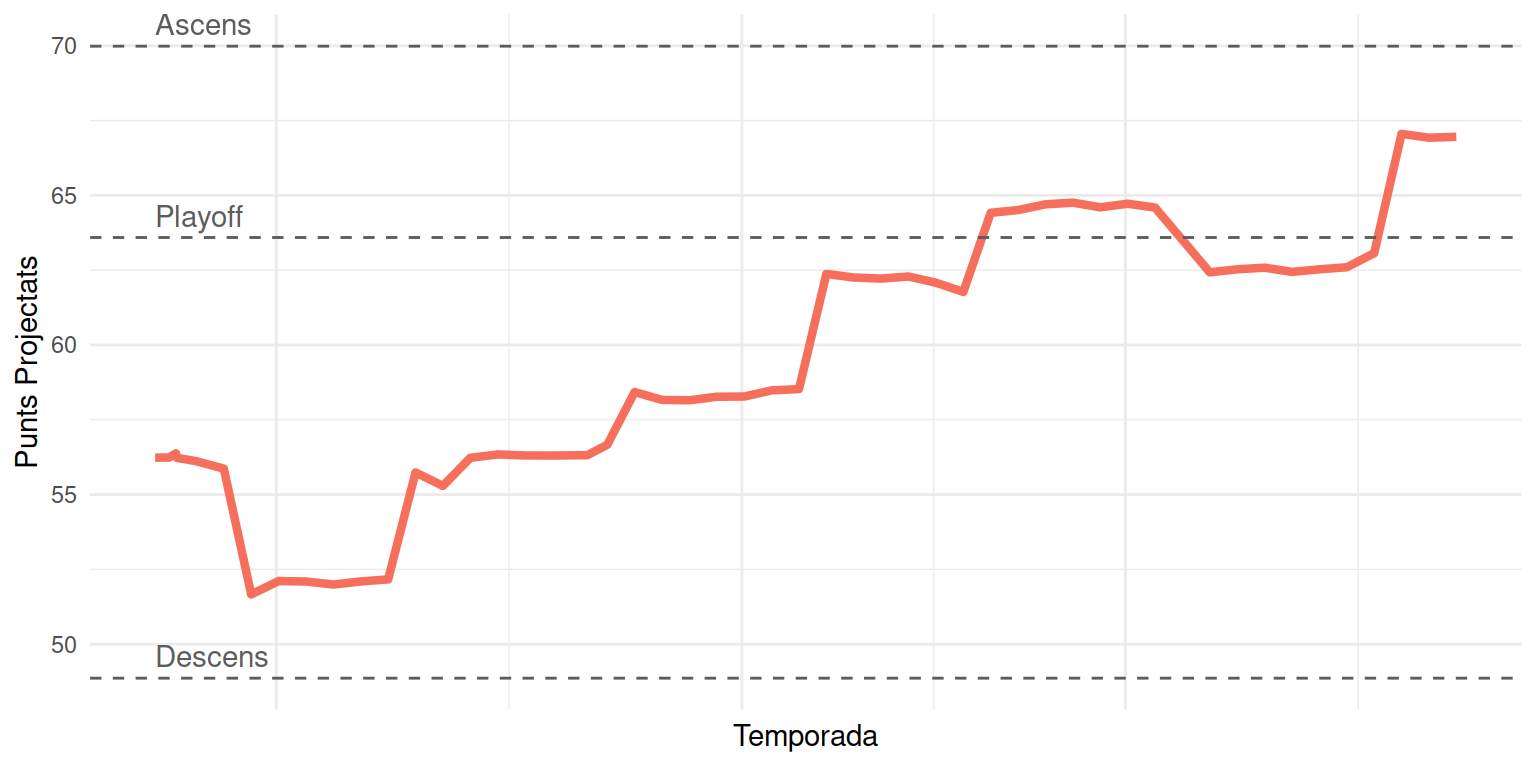 Ascens
70
65
Playoff
Punts Projectats
60
55
50
Descens
Temporada